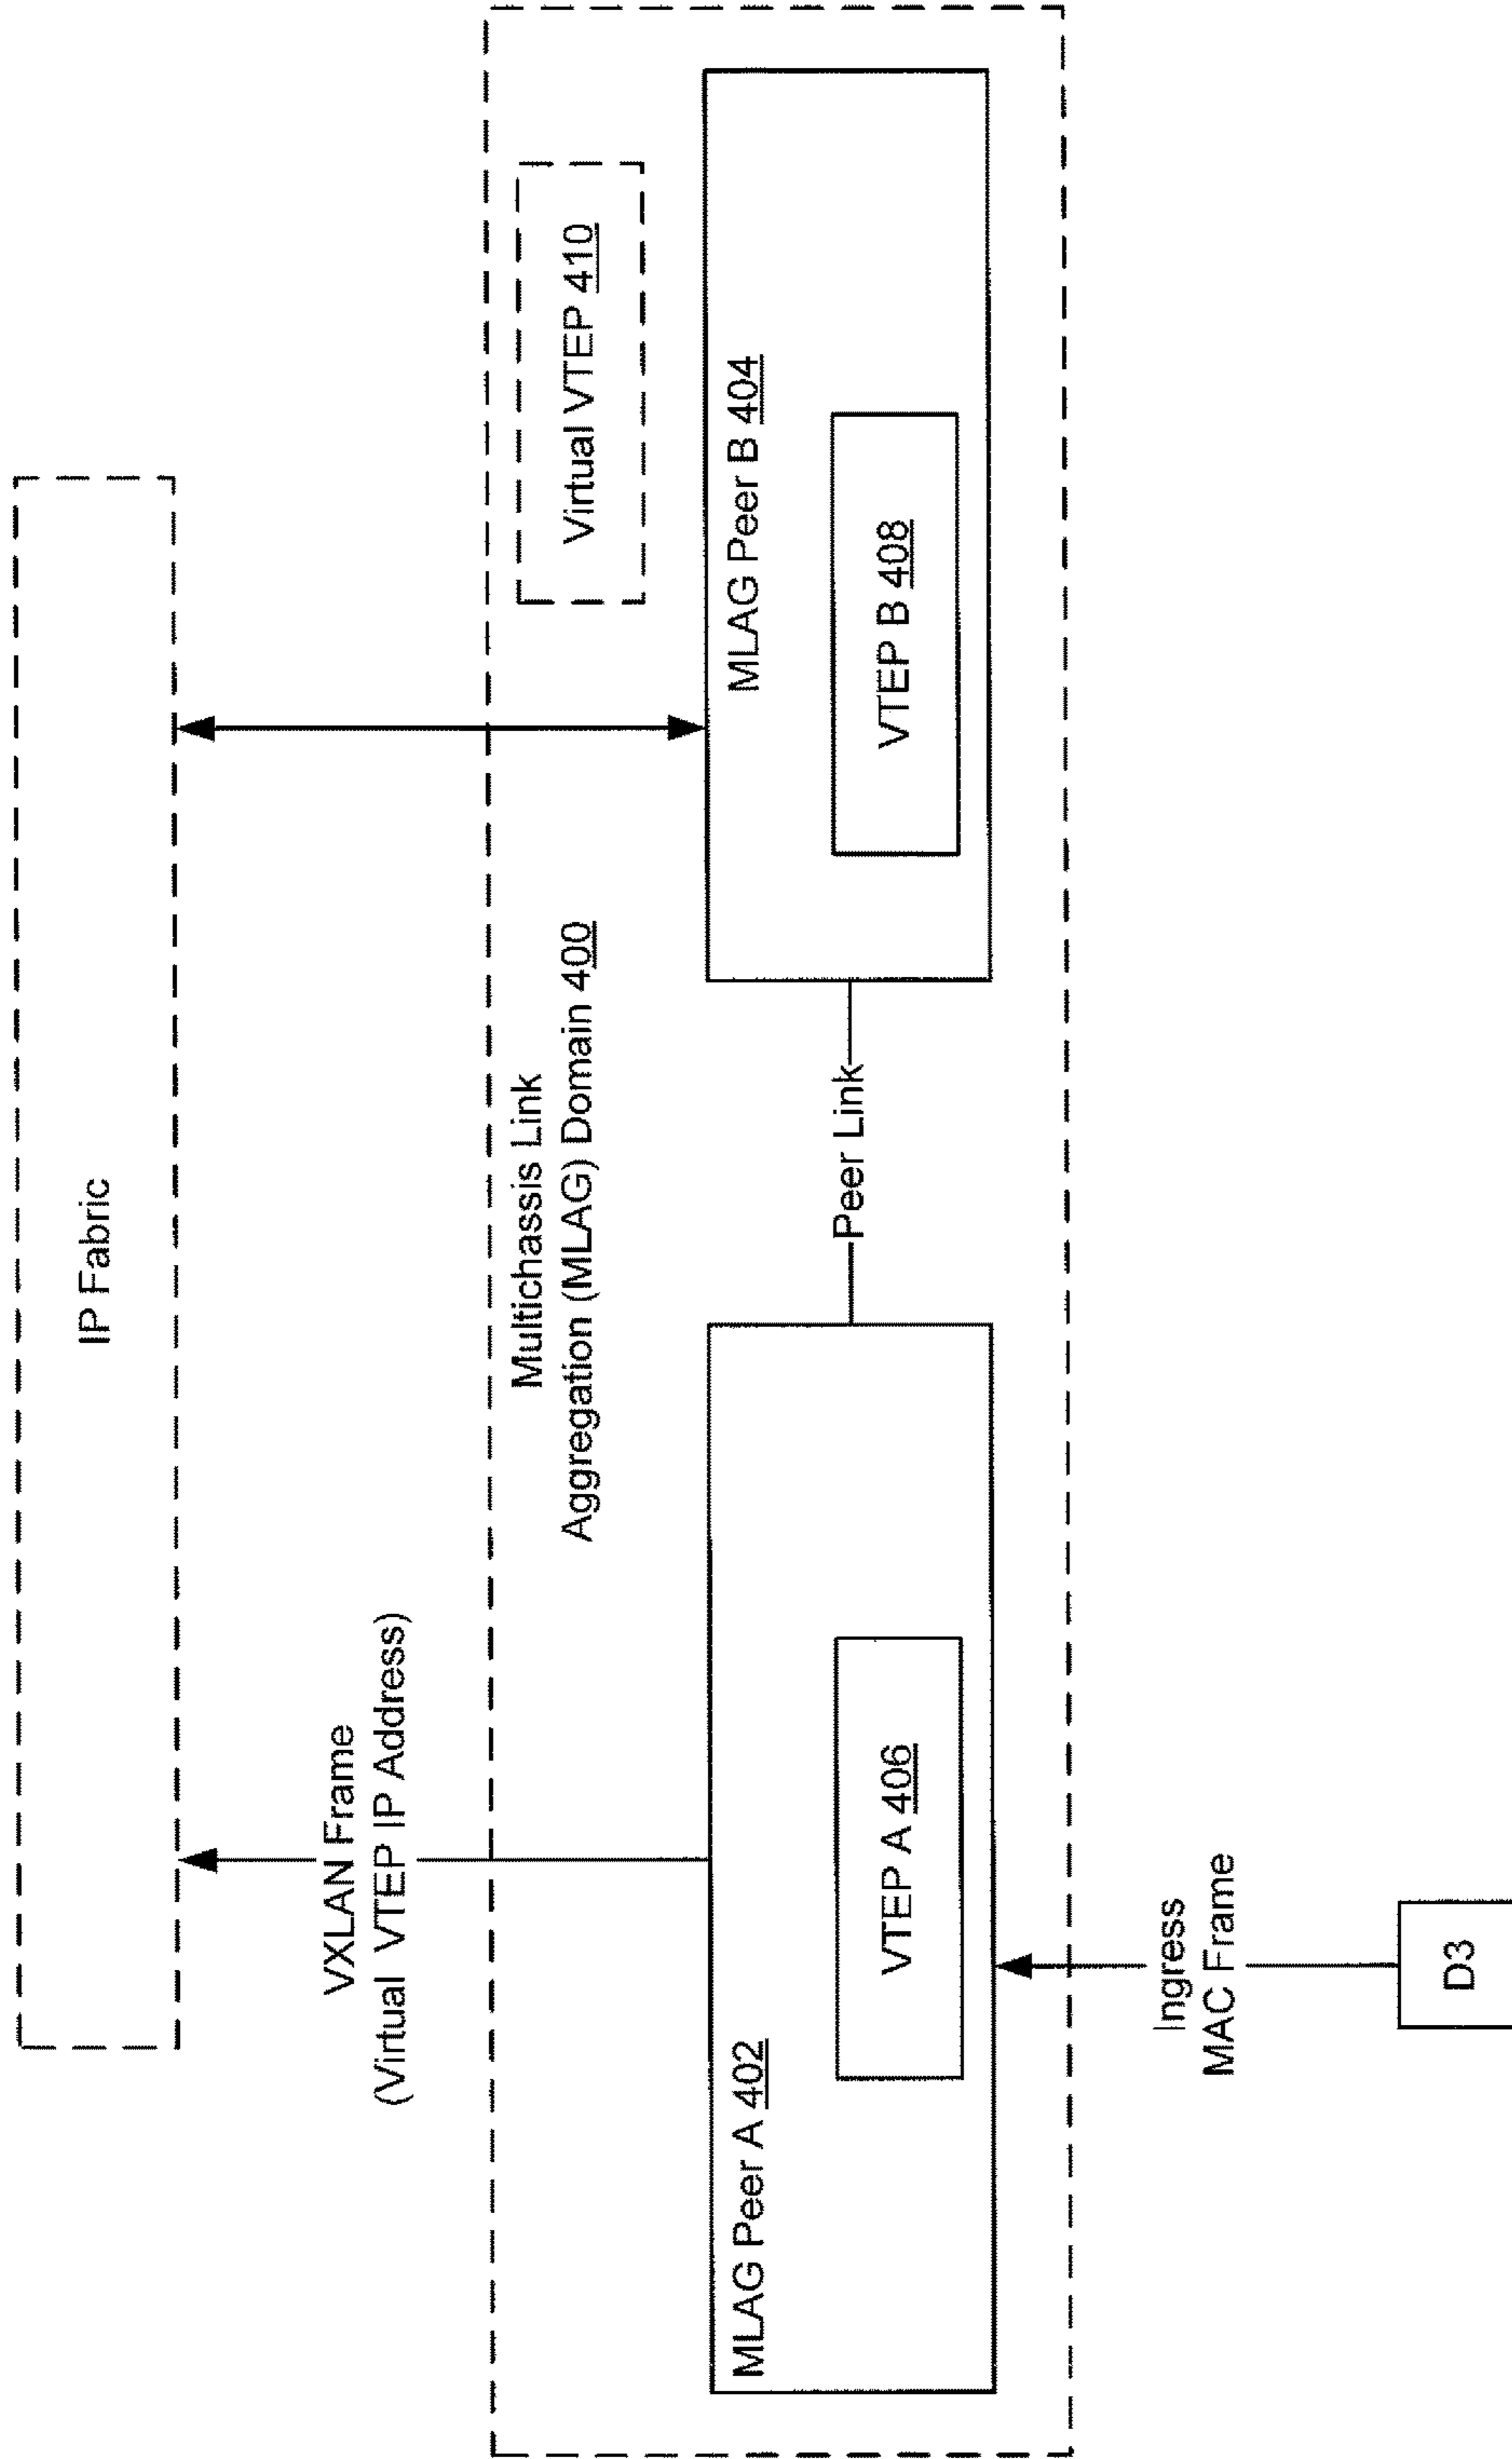 IP Fabric
VXLAN Frame
(Virtual VTEP IP Address)
Multichassis Link
Aggregation (MLAG) Domain 400
Virtual VTEP 410
MLAG Peer A 402
VTEP A 406
Peer Link
MLAG Peer B 404
VTEP B 408
Ingress
MAC Frame
D3